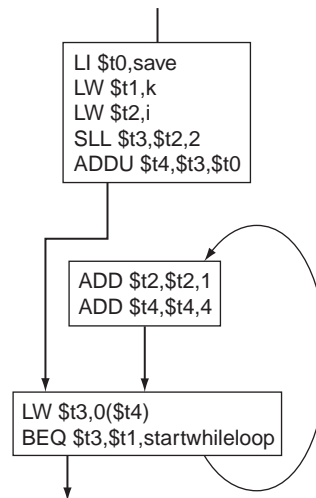 LI $t0,save
LW $t1,k
LW $t2,i
SLL $t3,$t2,2
ADDU $t4,$t3,$t0
ADD $t2,$t2,1
ADD $t4,$t4,4
LW $t3,0($t4)
BEQ $t3,$t1,startwhileloop